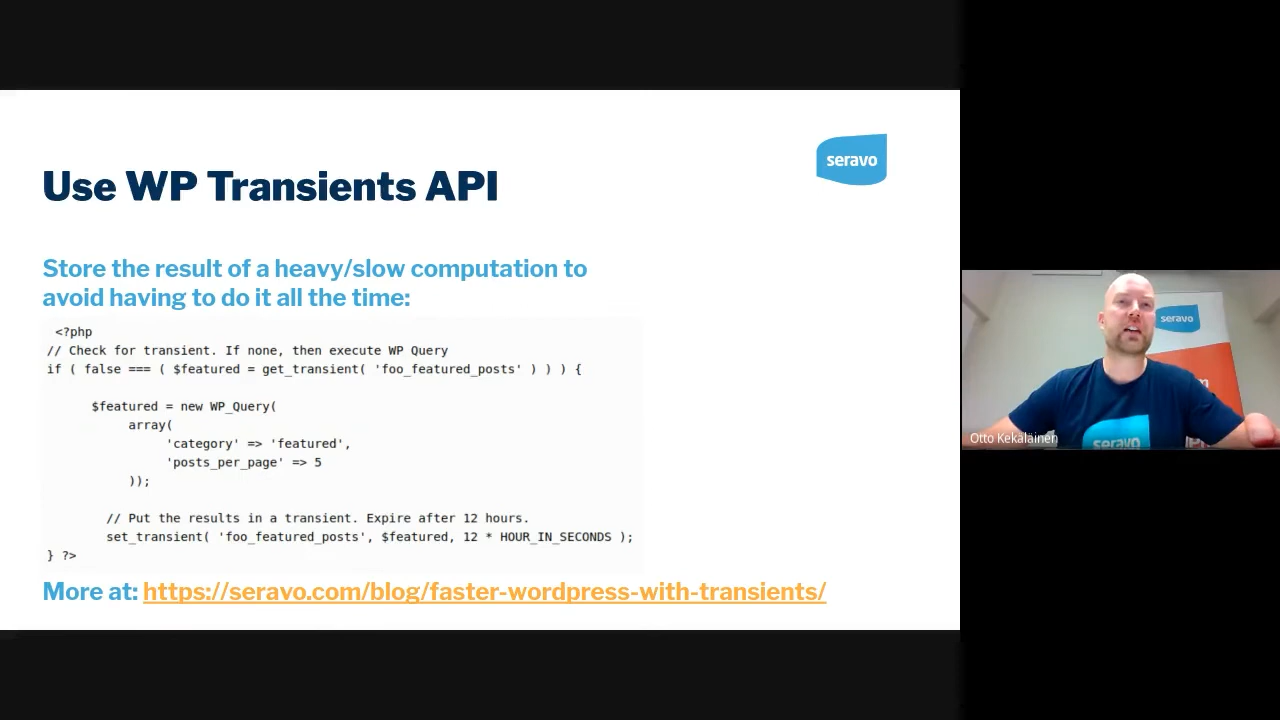 seravo
Use WP Transients API
Store the result of a heavy/slow computation to
avoid having to do it all the time:
<?php
// Check for transient. If none, then execute WP Query
if ( false === ( $featured = get_transient( 'foo_featured_posts' ) ) ) {
$featured = new WP_Query(
array(
'category' => 'featured',
'posts_per_page' => 5
));
// Put the results in a transient. Expire after 12 hours.
set_transient( 'foo_featured_posts', $featured, 12 * HOUR_IN_SECONDS );
} ?>
More at: https://seravo.com/blog/faster-wordpress-with-transients/
seravo
Otto Kekäläinen
seravo